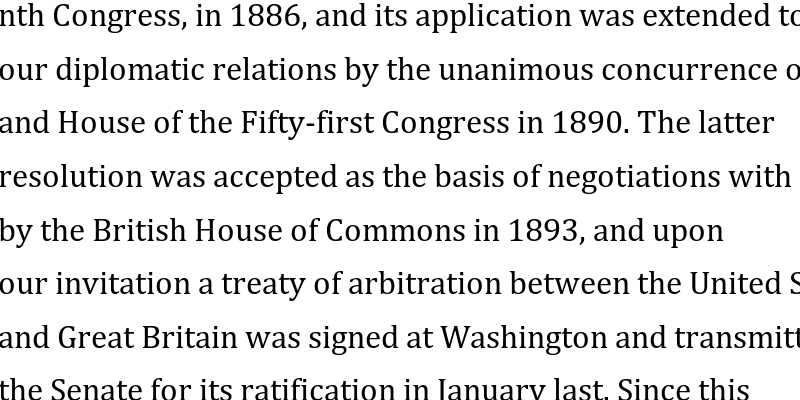 nth Congress, in 1886, and its application was extended to
our diplomatic relations by the unanimous concurrence
and House of the Fifty-first Congress in 1890. The latter
resolution was accepted as the basis of negotiations with
by the British House of Commons in 1893, and upon
our invitation a treaty of arbitration between the United
and Great Britain was signed at Washington and transmitt
the Senate for its ratification in January last. Since this